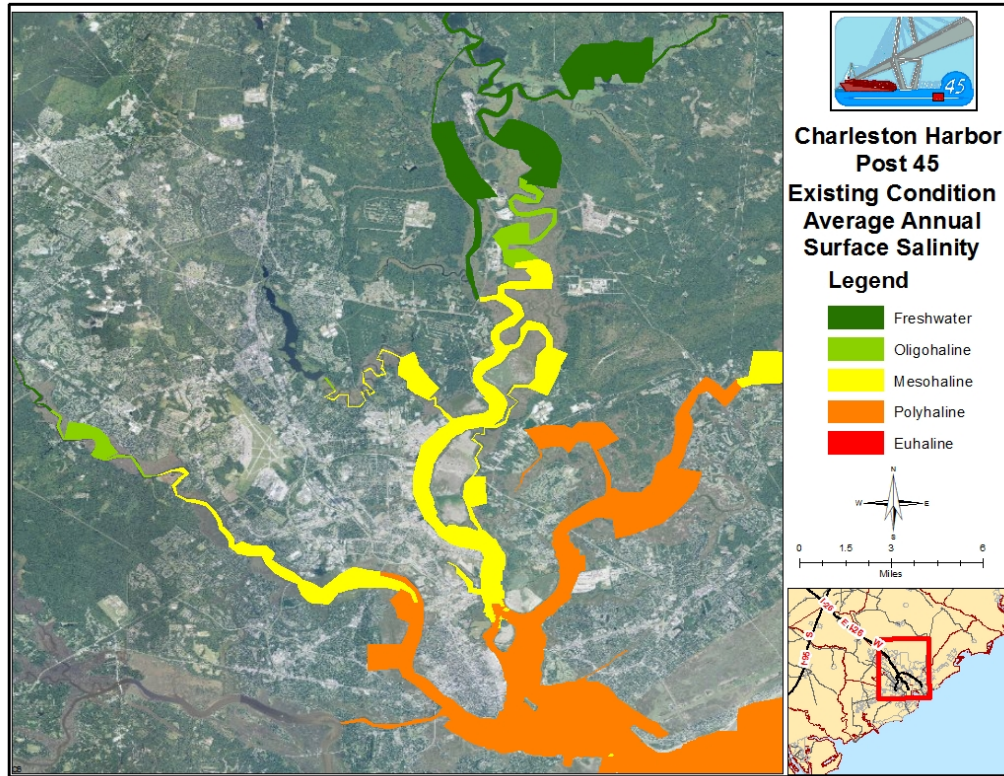 45
Charleston Harbor
Post 45
Existing Condition
Average Annual
Surface Salinity
Legend
Freshwater
Oligohaline
Mesohaline
Polyhaline
Euhaline
N
W E
S
0 1.5 3 6
Miles